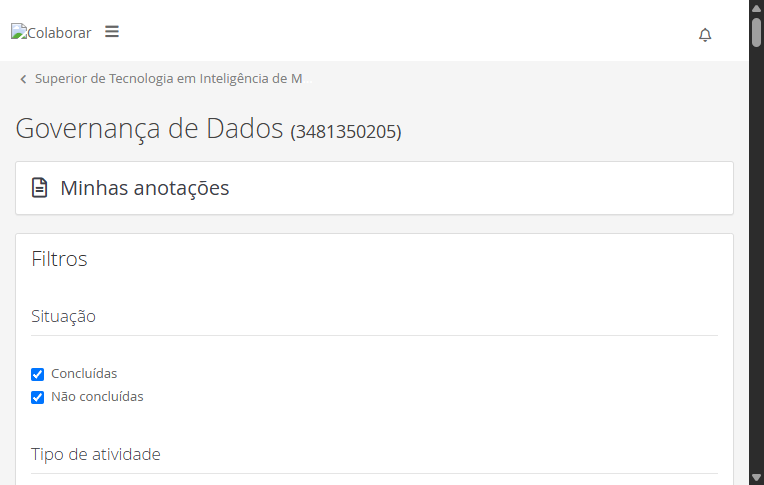 Colaborar
Superior de Tecnologia em Inteligência de M
Governança de Dados (3481350205)
Minhas anotações
Filtros
Situação
Concluídas
Não concluídas
Tipo de atividade